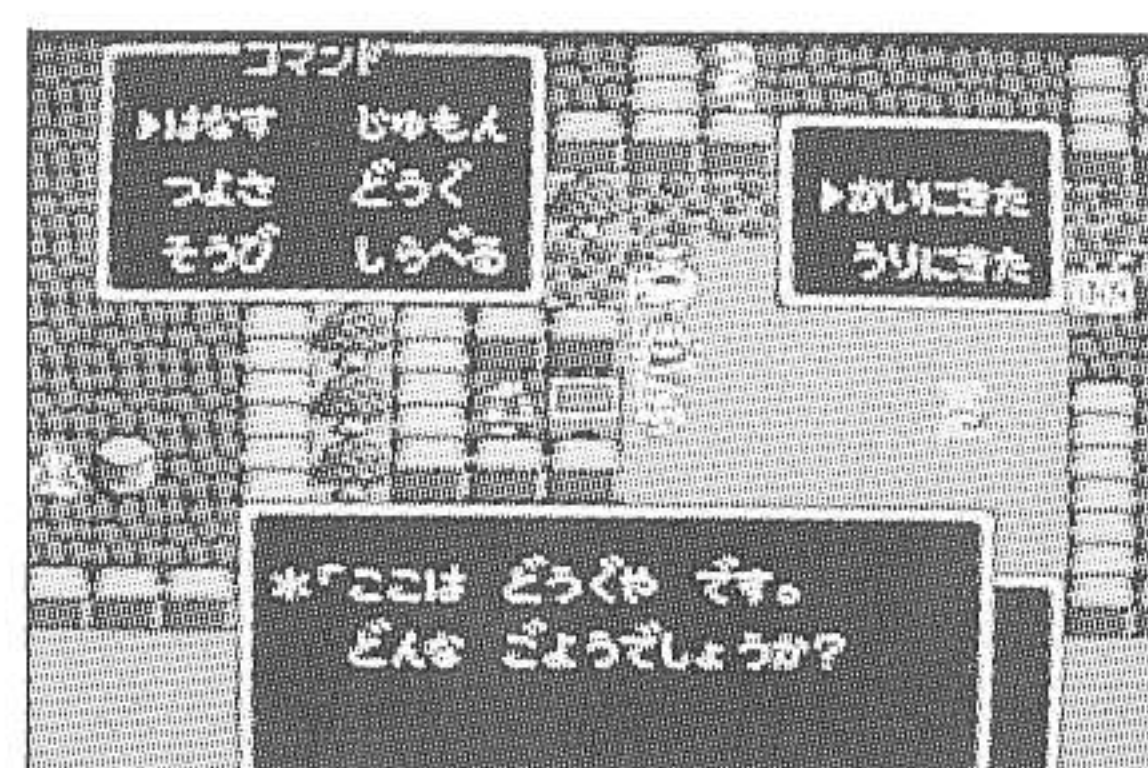 コマンド
▶はなす じゅもん
つよさ どうぐ
そうび しらべる
▶かいにきた
うりにきた
*「ここは どうぐや です。
どんな ごようでしょうか?